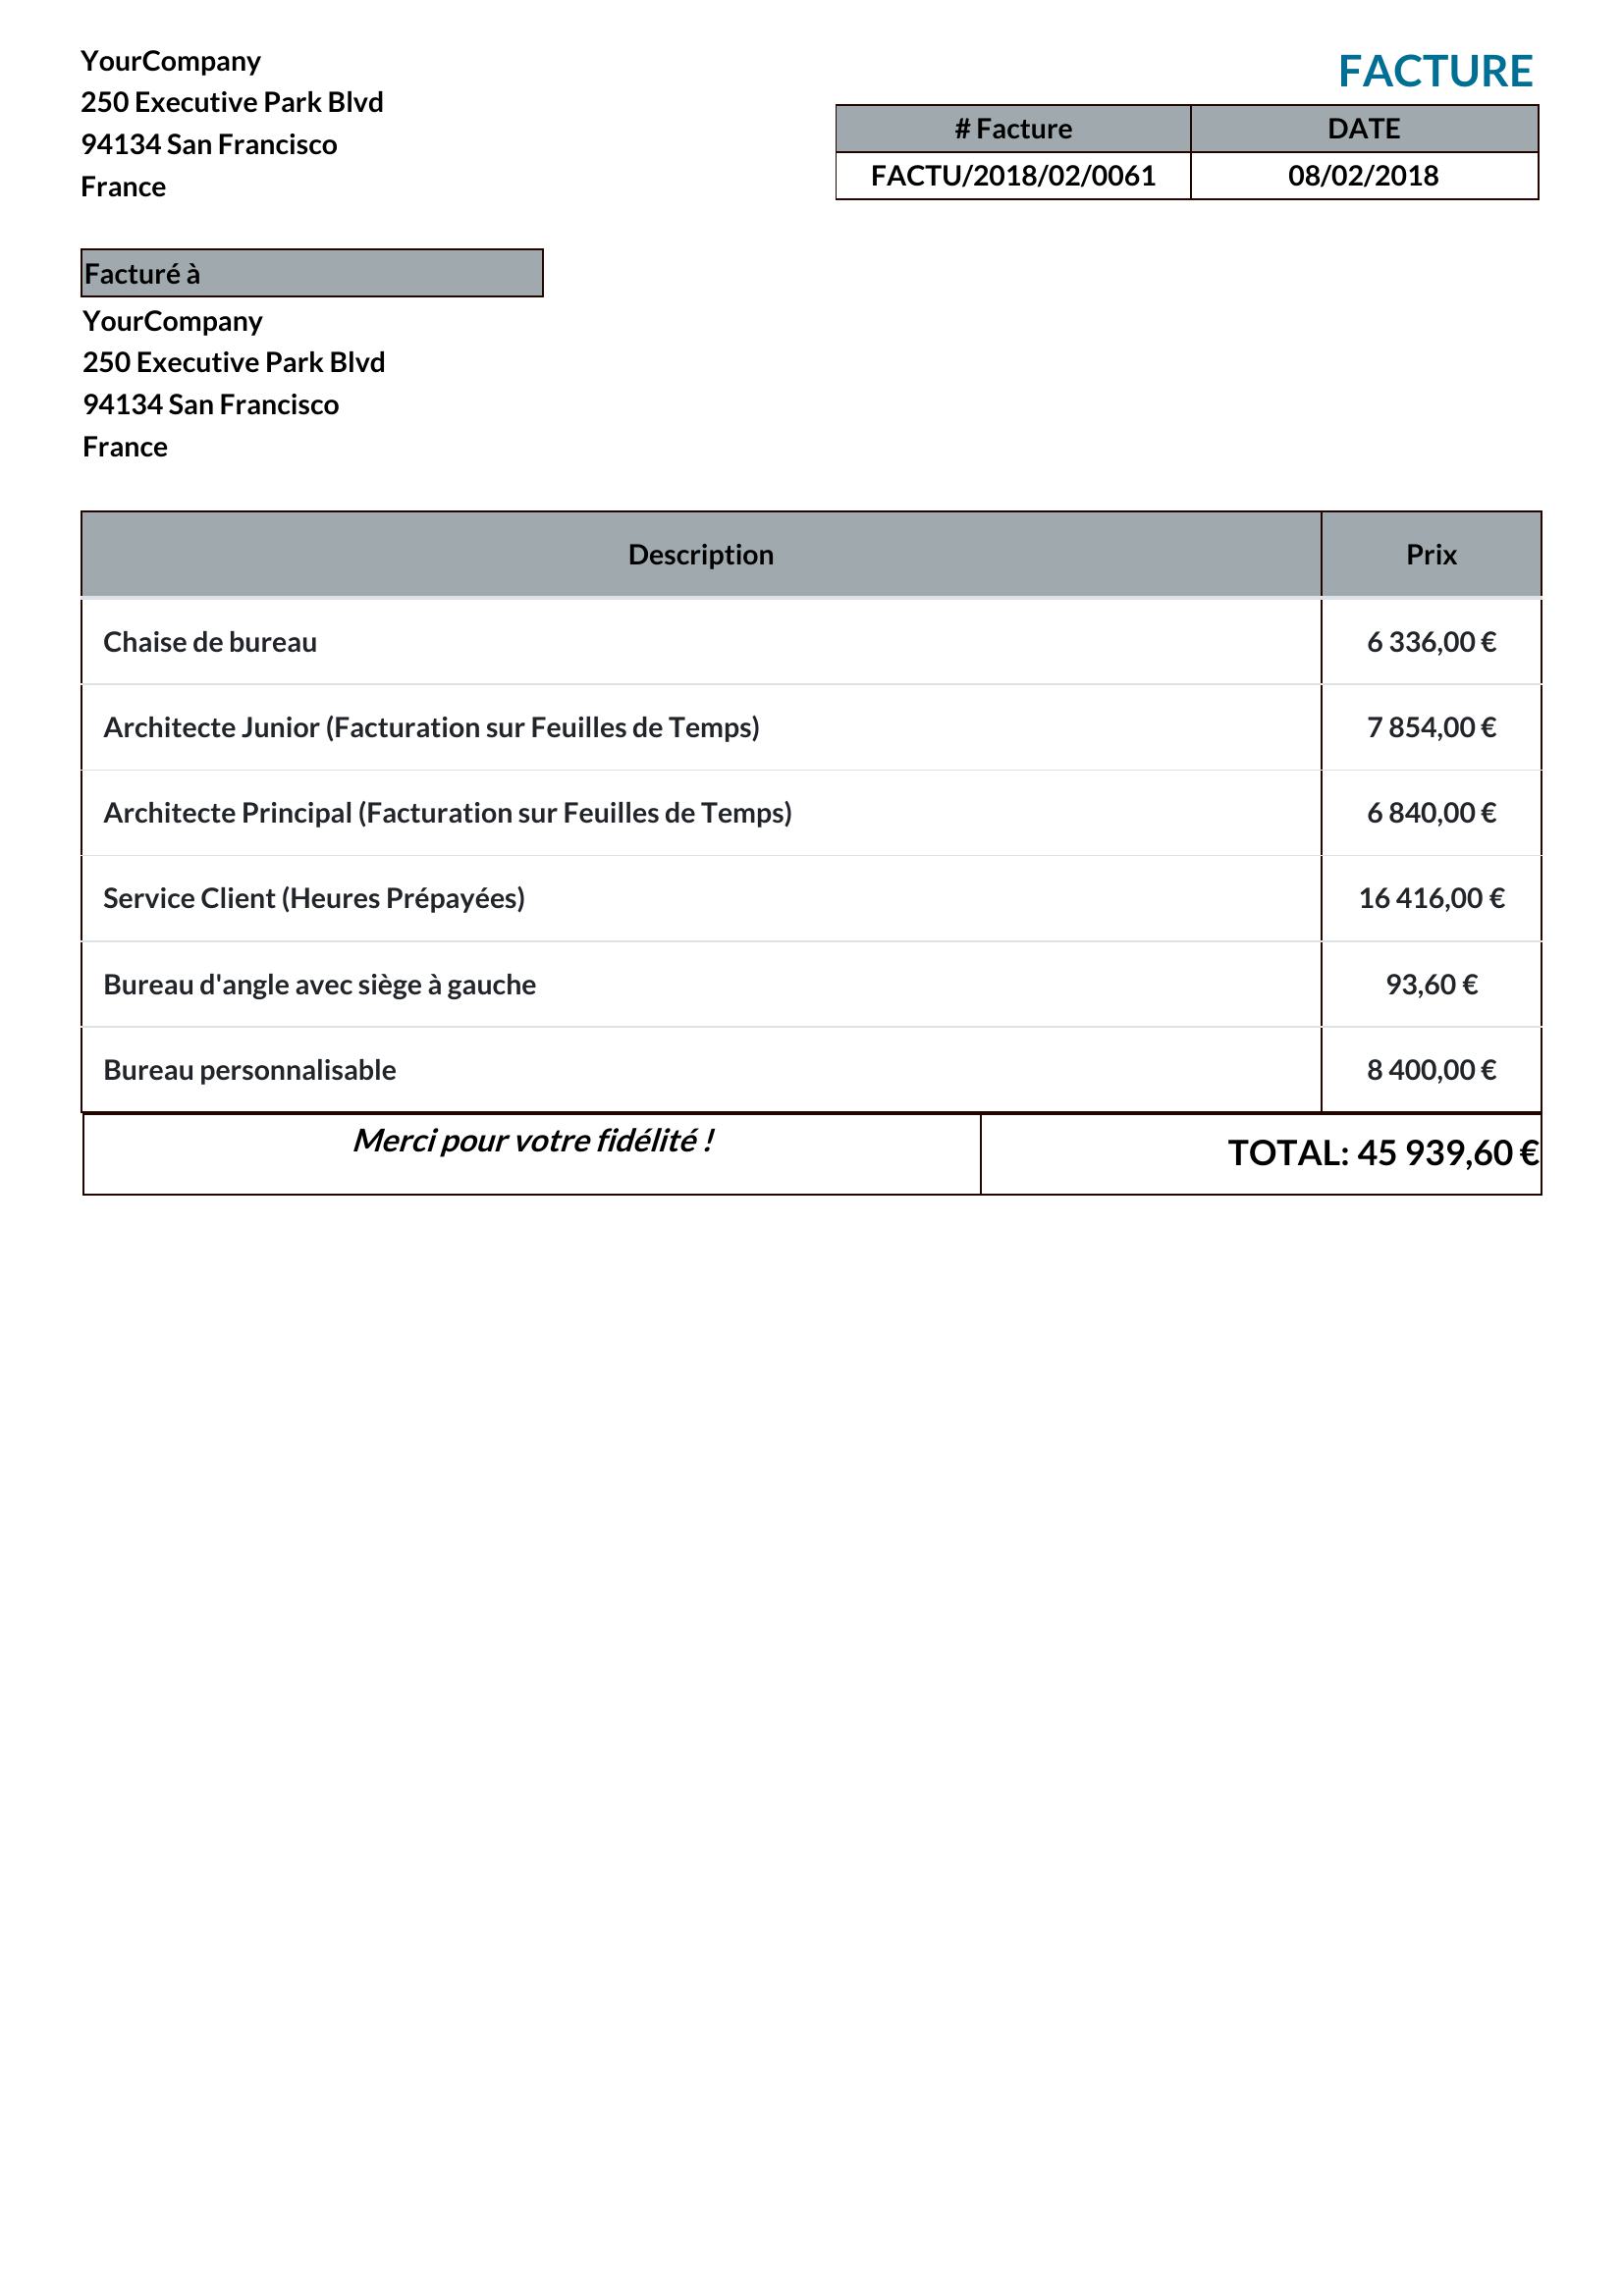 YourCompany
250 Executive Park Blvd
94134 San Francisco
France
FACTURE
# Facture DATE
FACTU/2018/02/0061 08/02/2018
Facturé à
YourCompany
250 Executive Park Blvd
94134 San Francisco
France
Description Prix
Chaise de bureau 6 336,00 €
Architecte Junior (Facturation sur Feuilles de Temps) 7 854,00 €
Architecte Principal (Facturation sur Feuilles de Temps) 6 840,00 €
Service Client (Heures Prépayées) 16 416,00 €
Bureau d'angle avec siège à gauche 93,60 €
Bureau personnalisable 8 400,00 €
Merci pour votre fidélité !
TOTAL: 45 939,60 €